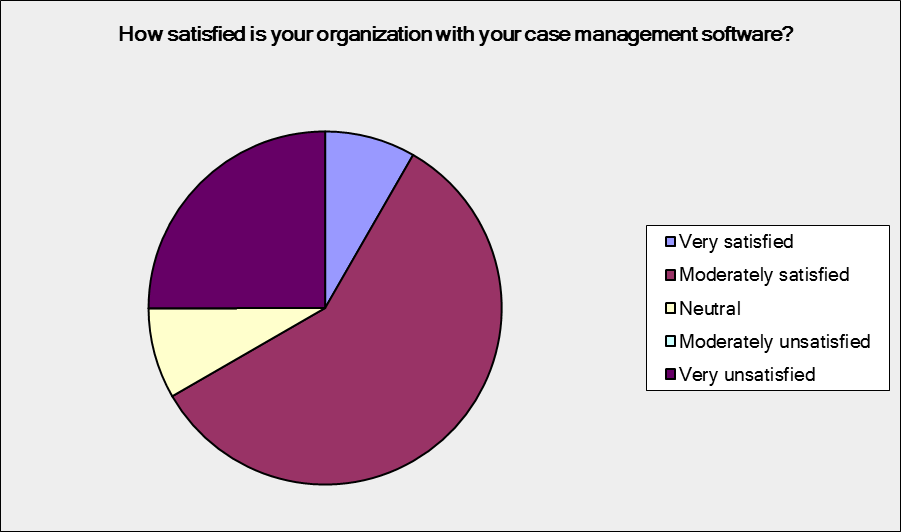 How satisfied is your organization with your case management software?
Very satisfied
Moderately satisfied
Neutral
Moderately unsatisfied
Very unsatisfied